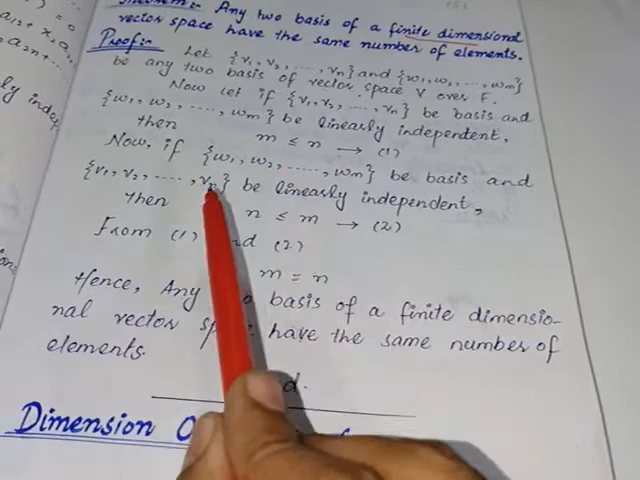 Theorem:- Any two basis of a finite dimensional
vector space have the same number of elements.
Proof:-
Let {v₁, v₂, ...., vₙ} and {w₁, w₂, ..., wₘ}
be any two basis of vector space V over F.
Now let if {v₁, v₂, ...., vₙ} be basis and
{w₁, w₂, ...., wₘ} be linearly independent,
then m ≤ n → (1)
Now, if {w₁, w₂, ....., wₘ} be basis and
{v₁, v₂, ...., vₙ} be linearly independent,
then n ≤ m → (2)
From (1) (2)
m = n
Hence, Any basis of a finite dimensio-
nal vector have the same number of
elements.
Dimension